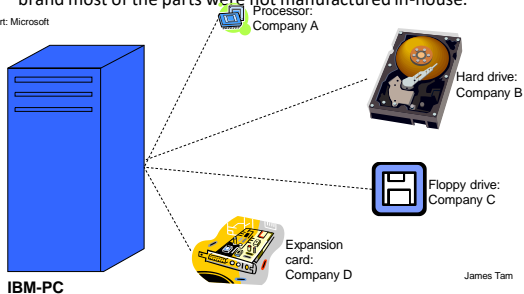 brand most of the parts were not manufactured in-house.
rt: Microsoft
Processor:
Company A
Hard drive:
Company B
Floppy drive:
Company C
Expansion
card:
Company D
James Tam
IBM-PC